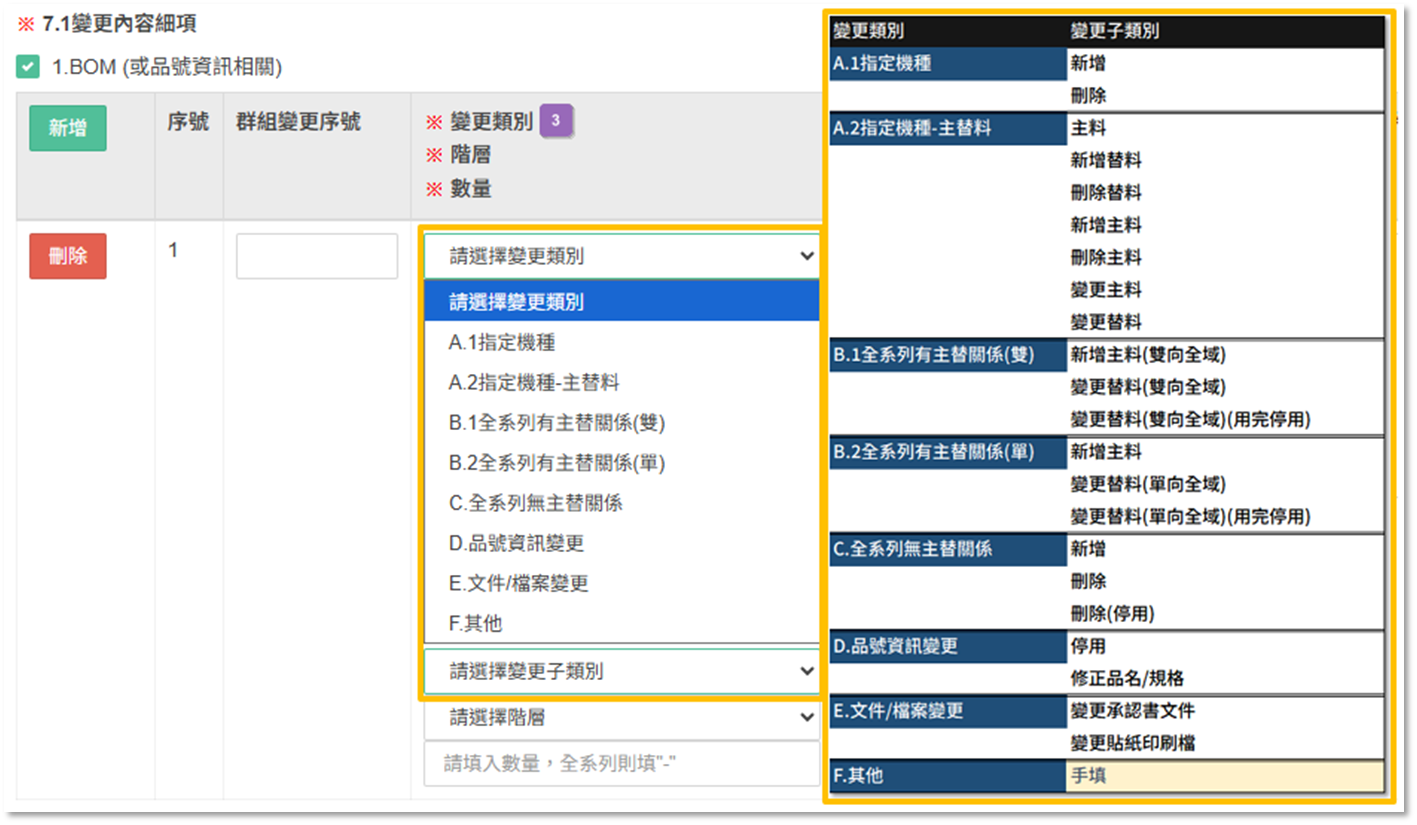 ※ 7.1變更內容細項
1.BOM (或品號資訊相關)
新增
序號
群組變更序號
※ 變更類別 3
※ 階層
※ 數量
刪除
1
請選擇變更類別
請選擇變更類別
A.1指定機種
A.2指定機種-主替料
B.1全系列有主替關係(雙)
B.2全系列有主替關係(單)
C.全系列無主替關係
D.品號資訊變更
E.文件/檔案變更
F.其他
請選擇變更子類別
請選擇階層
請填入數量，全系列則填"-"
變更類別 變更子類別
A.1指定機種 新增
刪除
A.2指定機種-主替料 主料
新增替料
刪除替料
新增主料
刪除主料
變更主料
變更替料
B.1全系列有主替關係(雙) 新增主料(雙向全域)
變更替料(雙向全域)
變更替料(雙向全域)(用完停用)
B.2全系列有主替關係(單) 新增主料
變更替料(單向全域)
變更替料(單向全域)(用完停用)
C.全系列無主替關係 新增
刪除
刪除(停用)
D.品號資訊變更 停用
修正品名/規格
E.文件/檔案變更 變更承認書文件
變更貼紙印刷檔
F.其他 手填